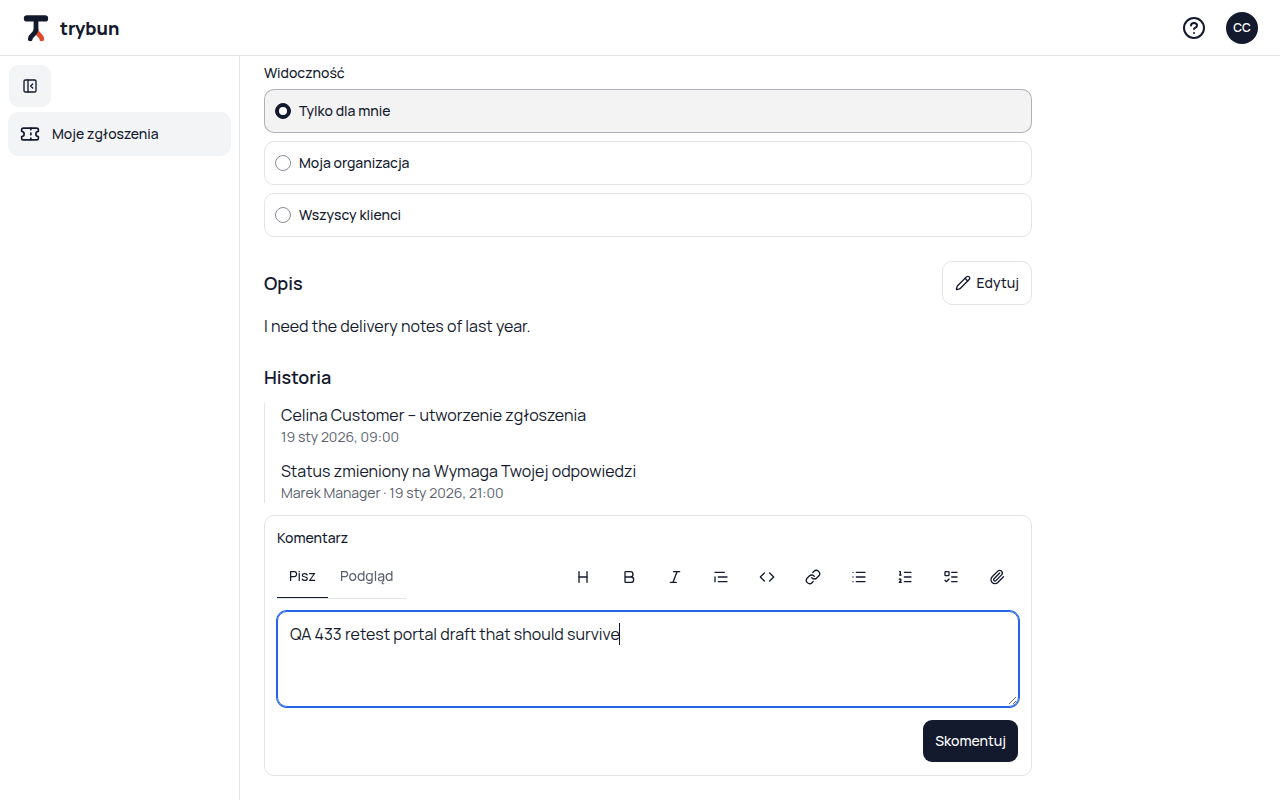 trybun
CC
Moje zgłoszenia
Widoczność
Tylko dla mnie
Moja organizacja
Wszyscy klienci
Opis
Edytuj
I need the delivery notes of last year.
Historia
Celina Customer – utworzenie zgłoszenia
19 sty 2026, 09:00
Status zmieniony na Wymaga Twojej odpowiedzi
Marek Manager · 19 sty 2026, 21:00
Komentarz
Pisz
Podgląd
QA 433 retest portal draft that should survive
Skomentuj